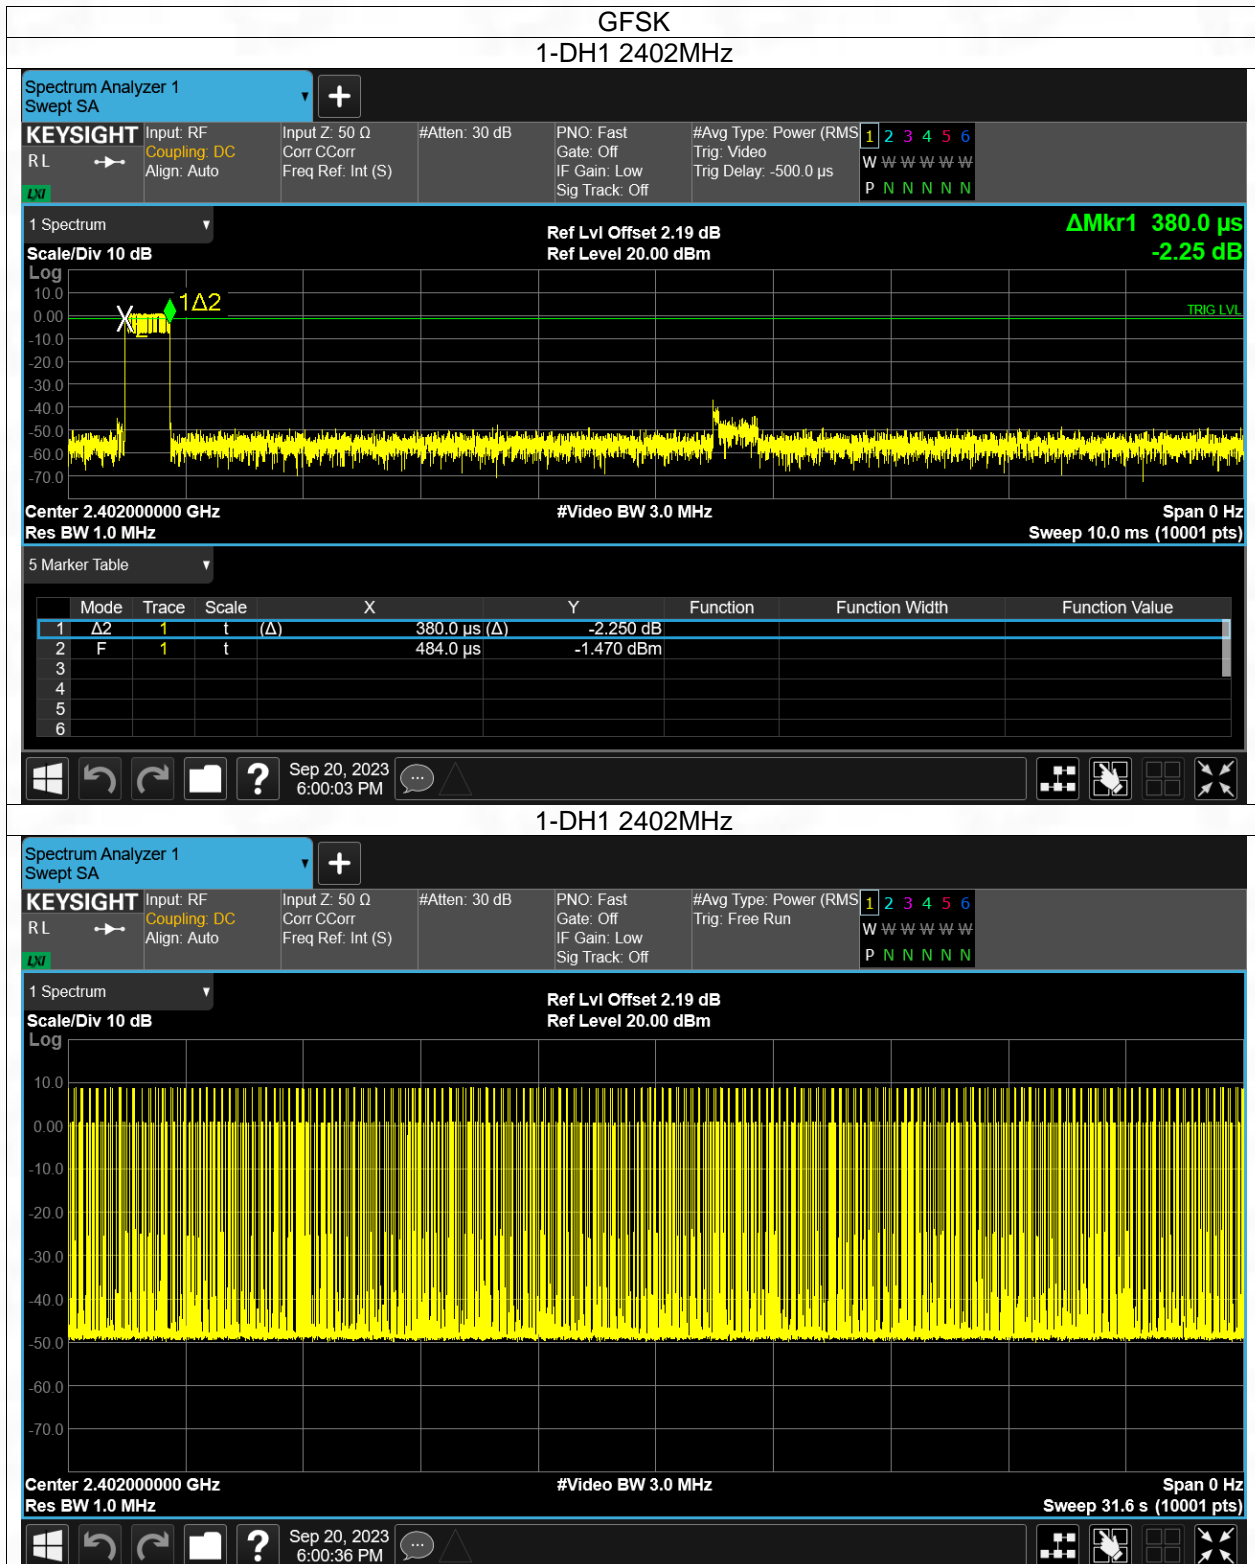 GFSK
1-DH1 2402MHz
Spectrum Analyzer 1
Swept SA
KEYSIGHT Input: RF Input Z: 50 Ω #Atten: 30 dB PNO: Fast #Avg Type: Power (RMS 1 2 3 4 5 6
RL Coupling: DC Corr CCorr Gate: Off Trig: Video W W W W W W
Align: Auto Freq Ref: Int (S) IF Gain: Low Trig Delay: -500.0 µs
LXI Sig Track: Off P N N N N N
1 Spectrum Ref Lvl Offset 2.19 dB ΔMkr1 380.0 µs
Scale/Div 10 dB Ref Level 20.00 dBm -2.25 dB
Log
10.0 1Δ2
0.00 X TRIG LVL
-10.0
-20.0
-30.0
-40.0
-50.0
-60.0
-70.0
Center 2.402000000 GHz #Video BW 3.0 MHz Span 0 Hz
Res BW 1.0 MHz Sweep 10.0 ms (10001 pts)
5 Marker Table
Mode Trace Scale X Y Function Function Width Function Value
1 Δ2 1 t (Δ) 380.0 µs (Δ) -2.250 dB
2 F 1 t 484.0 µs -1.470 dBm
3
4
5
6
? Sep 20, 2023
6:00:03 PM
1-DH1 2402MHz
Spectrum Analyzer 1
Swept SA
KEYSIGHT Input: RF Input Z: 50 Ω #Atten: 30 dB PNO: Fast #Avg Type: Power (RMS 1 2 3 4 5 6
RL Coupling: DC Corr CCorr Gate: Off Trig: Free Run W W W W W W
Align: Auto Freq Ref: Int (S) IF Gain: Low
LXI Sig Track: Off P N N N N N
1 Spectrum Ref Lvl Offset 2.19 dB
Scale/Div 10 dB Ref Level 20.00 dBm
Log
10.0
0.00
-10.0
-20.0
-30.0
-40.0
-50.0
-60.0
-70.0
Center 2.402000000 GHz #Video BW 3.0 MHz Span 0 Hz
Res BW 1.0 MHz Sweep 31.6 s (10001 pts)
? Sep 20, 2023
6:00:36 PM